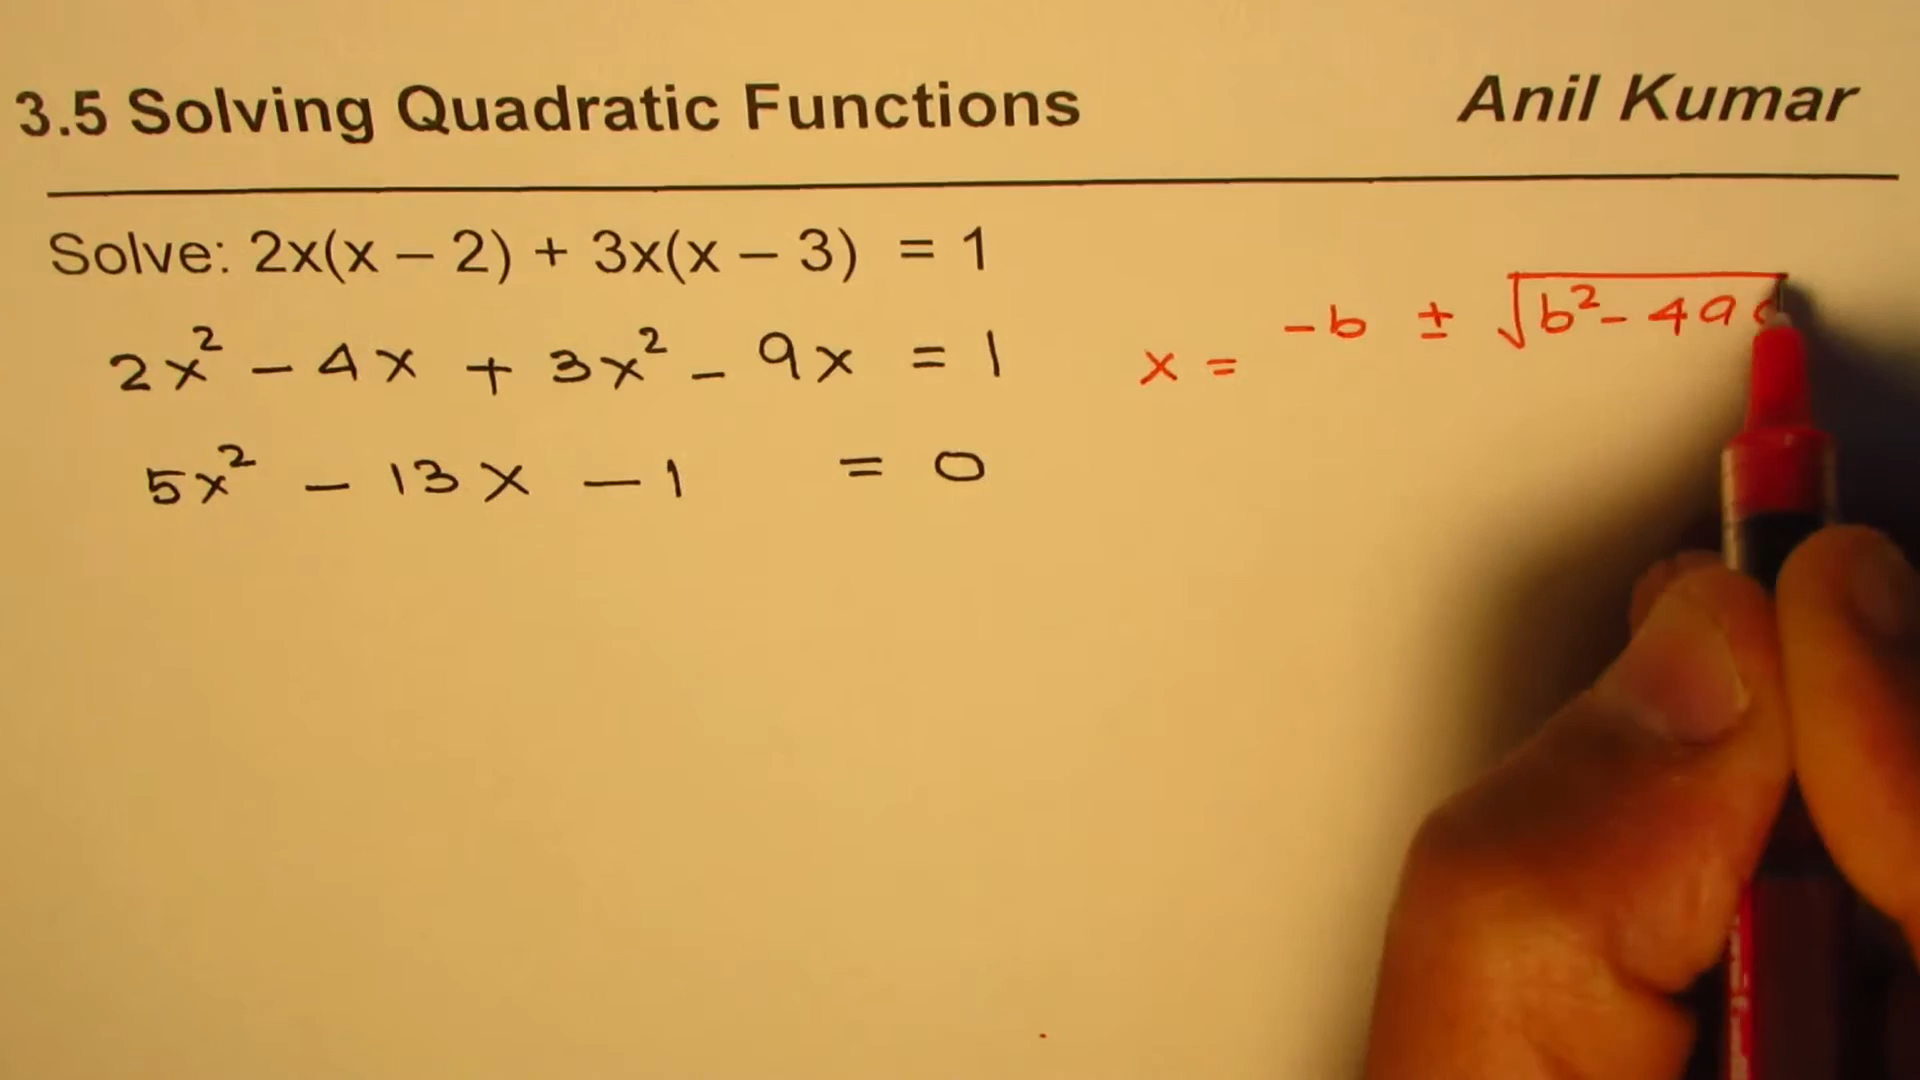 3.5 Solving Quadratic Functions Anil Kumar
Solve: 2x(x – 2) + 3x(x – 3) = 1
2x² – 4x + 3x² – 9x = 1
x = -b ± √b² - 4a
5x² – 13x – 1 = 0